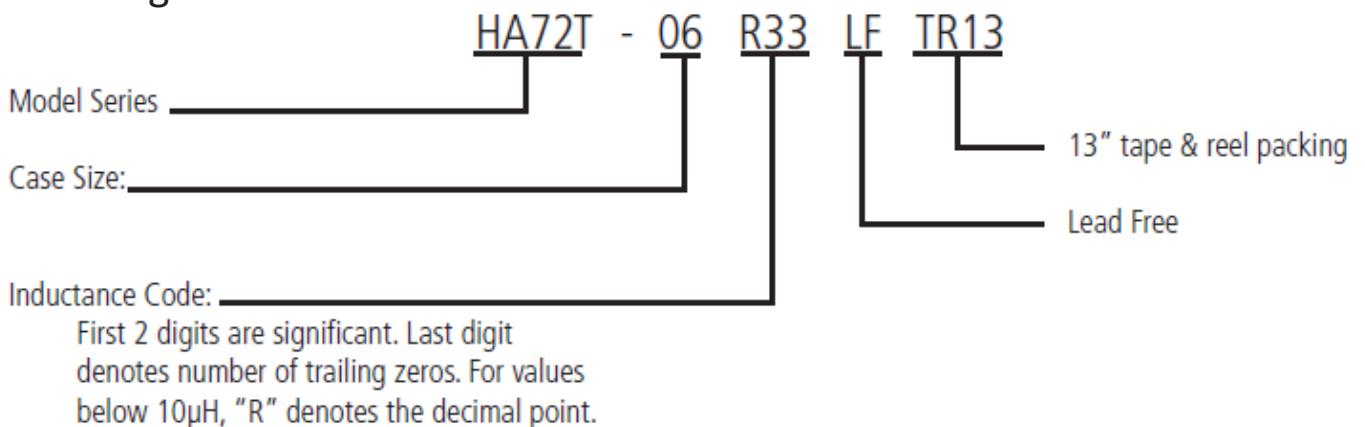 HA72T - 06 R33 LF TR13
Model Series
13" tape & reel packing
Case Size:
Lead Free
Inductance Code:
First 2 digits are significant. Last digit
denotes number of trailing zeros. For values
below 10µH, "R" denotes the decimal point.